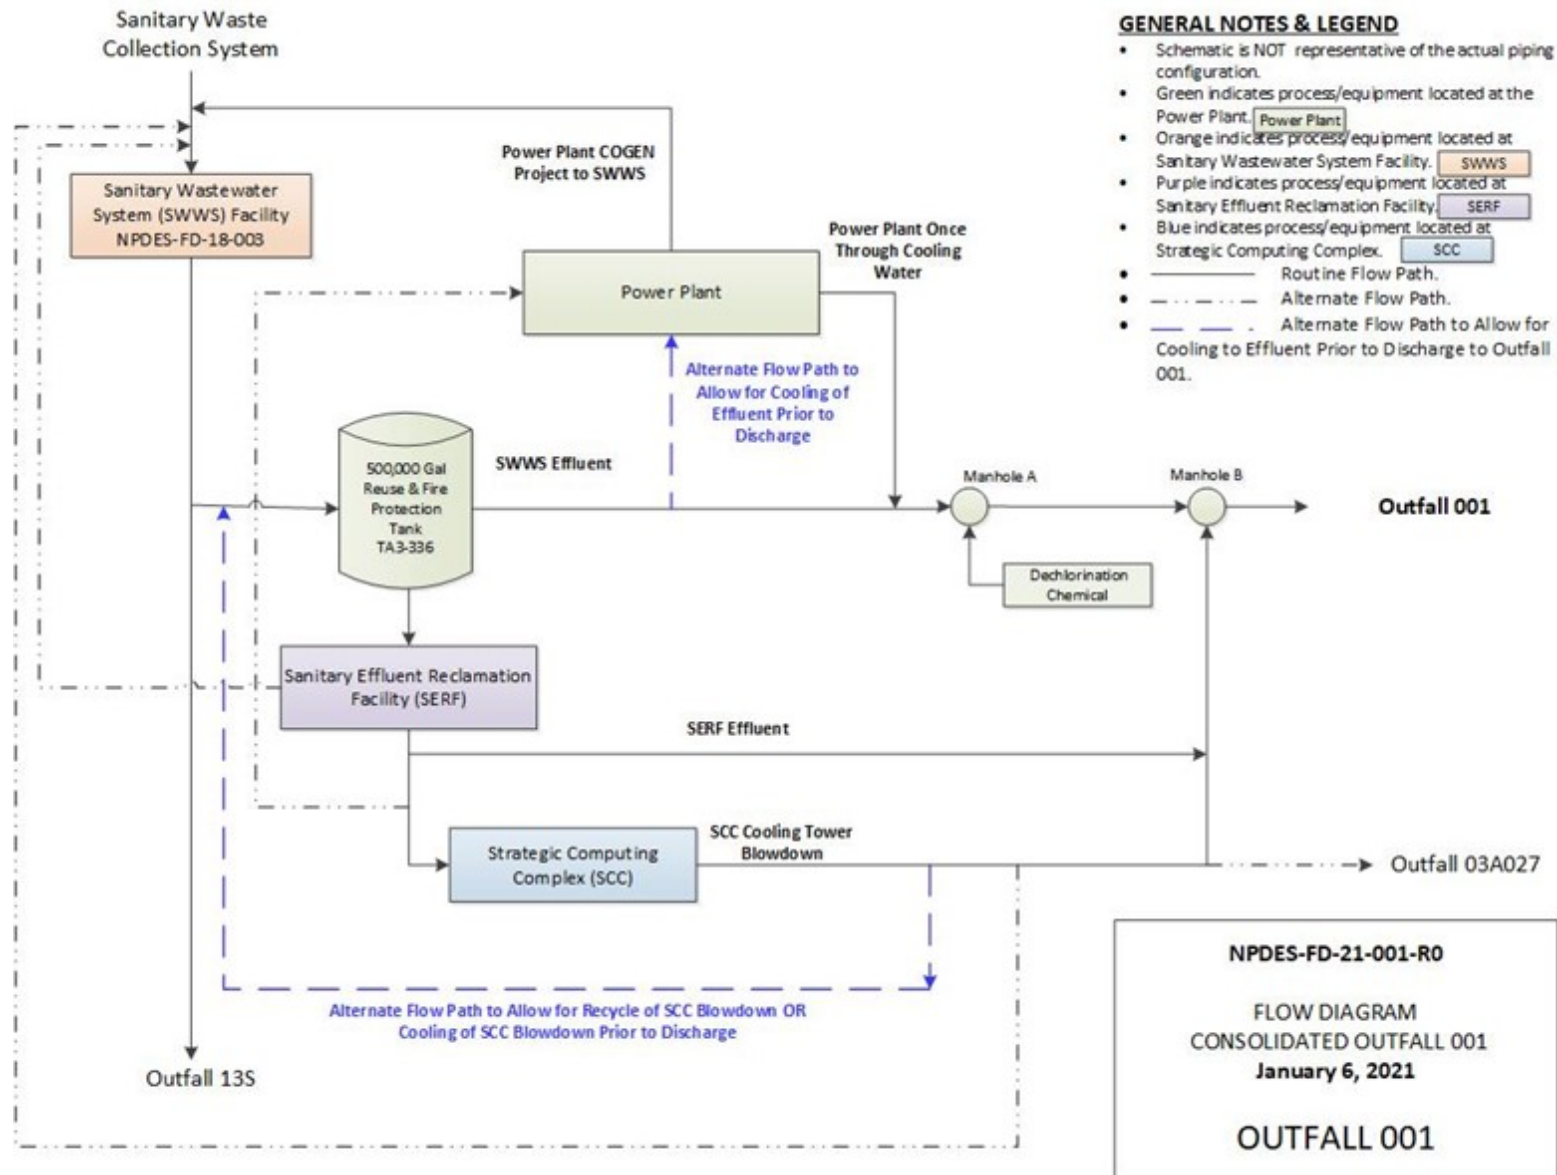 Sanitary Waste
Collection System
GENERAL NOTES & LEGEND
• Schematic is NOT representative of the actual piping
configuration.
• Green indicates process/equipment located at the
Power Plant. Power Plant
• Orange indicates process/equipment located at
Sanitary Wastewater System Facility. SWWS
• Purple indicates process/equipment located at
Sanitary Effluent Reclamation Facility. SERF
• Blue indicates process/equipment located at
Strategic Computing Complex. SCC
• Routine Flow Path.
• Alternate Flow Path.
• Alternate Flow Path to Allow for
Cooling to Effluent Prior to Discharge to Outfall
001.
Power Plant COGEN
Project to SWWS
Sanitary Wastewater
System (SWWS) Facility
NPDES-FD-18-003
Power Plant Once
Through Cooling
Water
Power Plant
Alternate Flow Path to
Allow for Cooling of
Effluent Prior to
Discharge
500,000 Gal
Reuse & Fire
Protection
Tank
TA3-336
SWWS Effluent
Manhole A
Manhole B
Outfall 001
Dechlorination
Chemical
Sanitary Effluent Reclamation
Facility (SERF)
SERF Effluent
Strategic Computing
Complex (SCC)
SCC Cooling Tower
Blowdown
Outfall 03A027
Alternate Flow Path to Allow for Recycle of SCC Blowdown OR
Cooling of SCC Blowdown Prior to Discharge
Outfall 13S
NPDES-FD-21-001-R0
FLOW DIAGRAM
CONSOLIDATED OUTFALL 001
January 6, 2021
OUTFALL 001